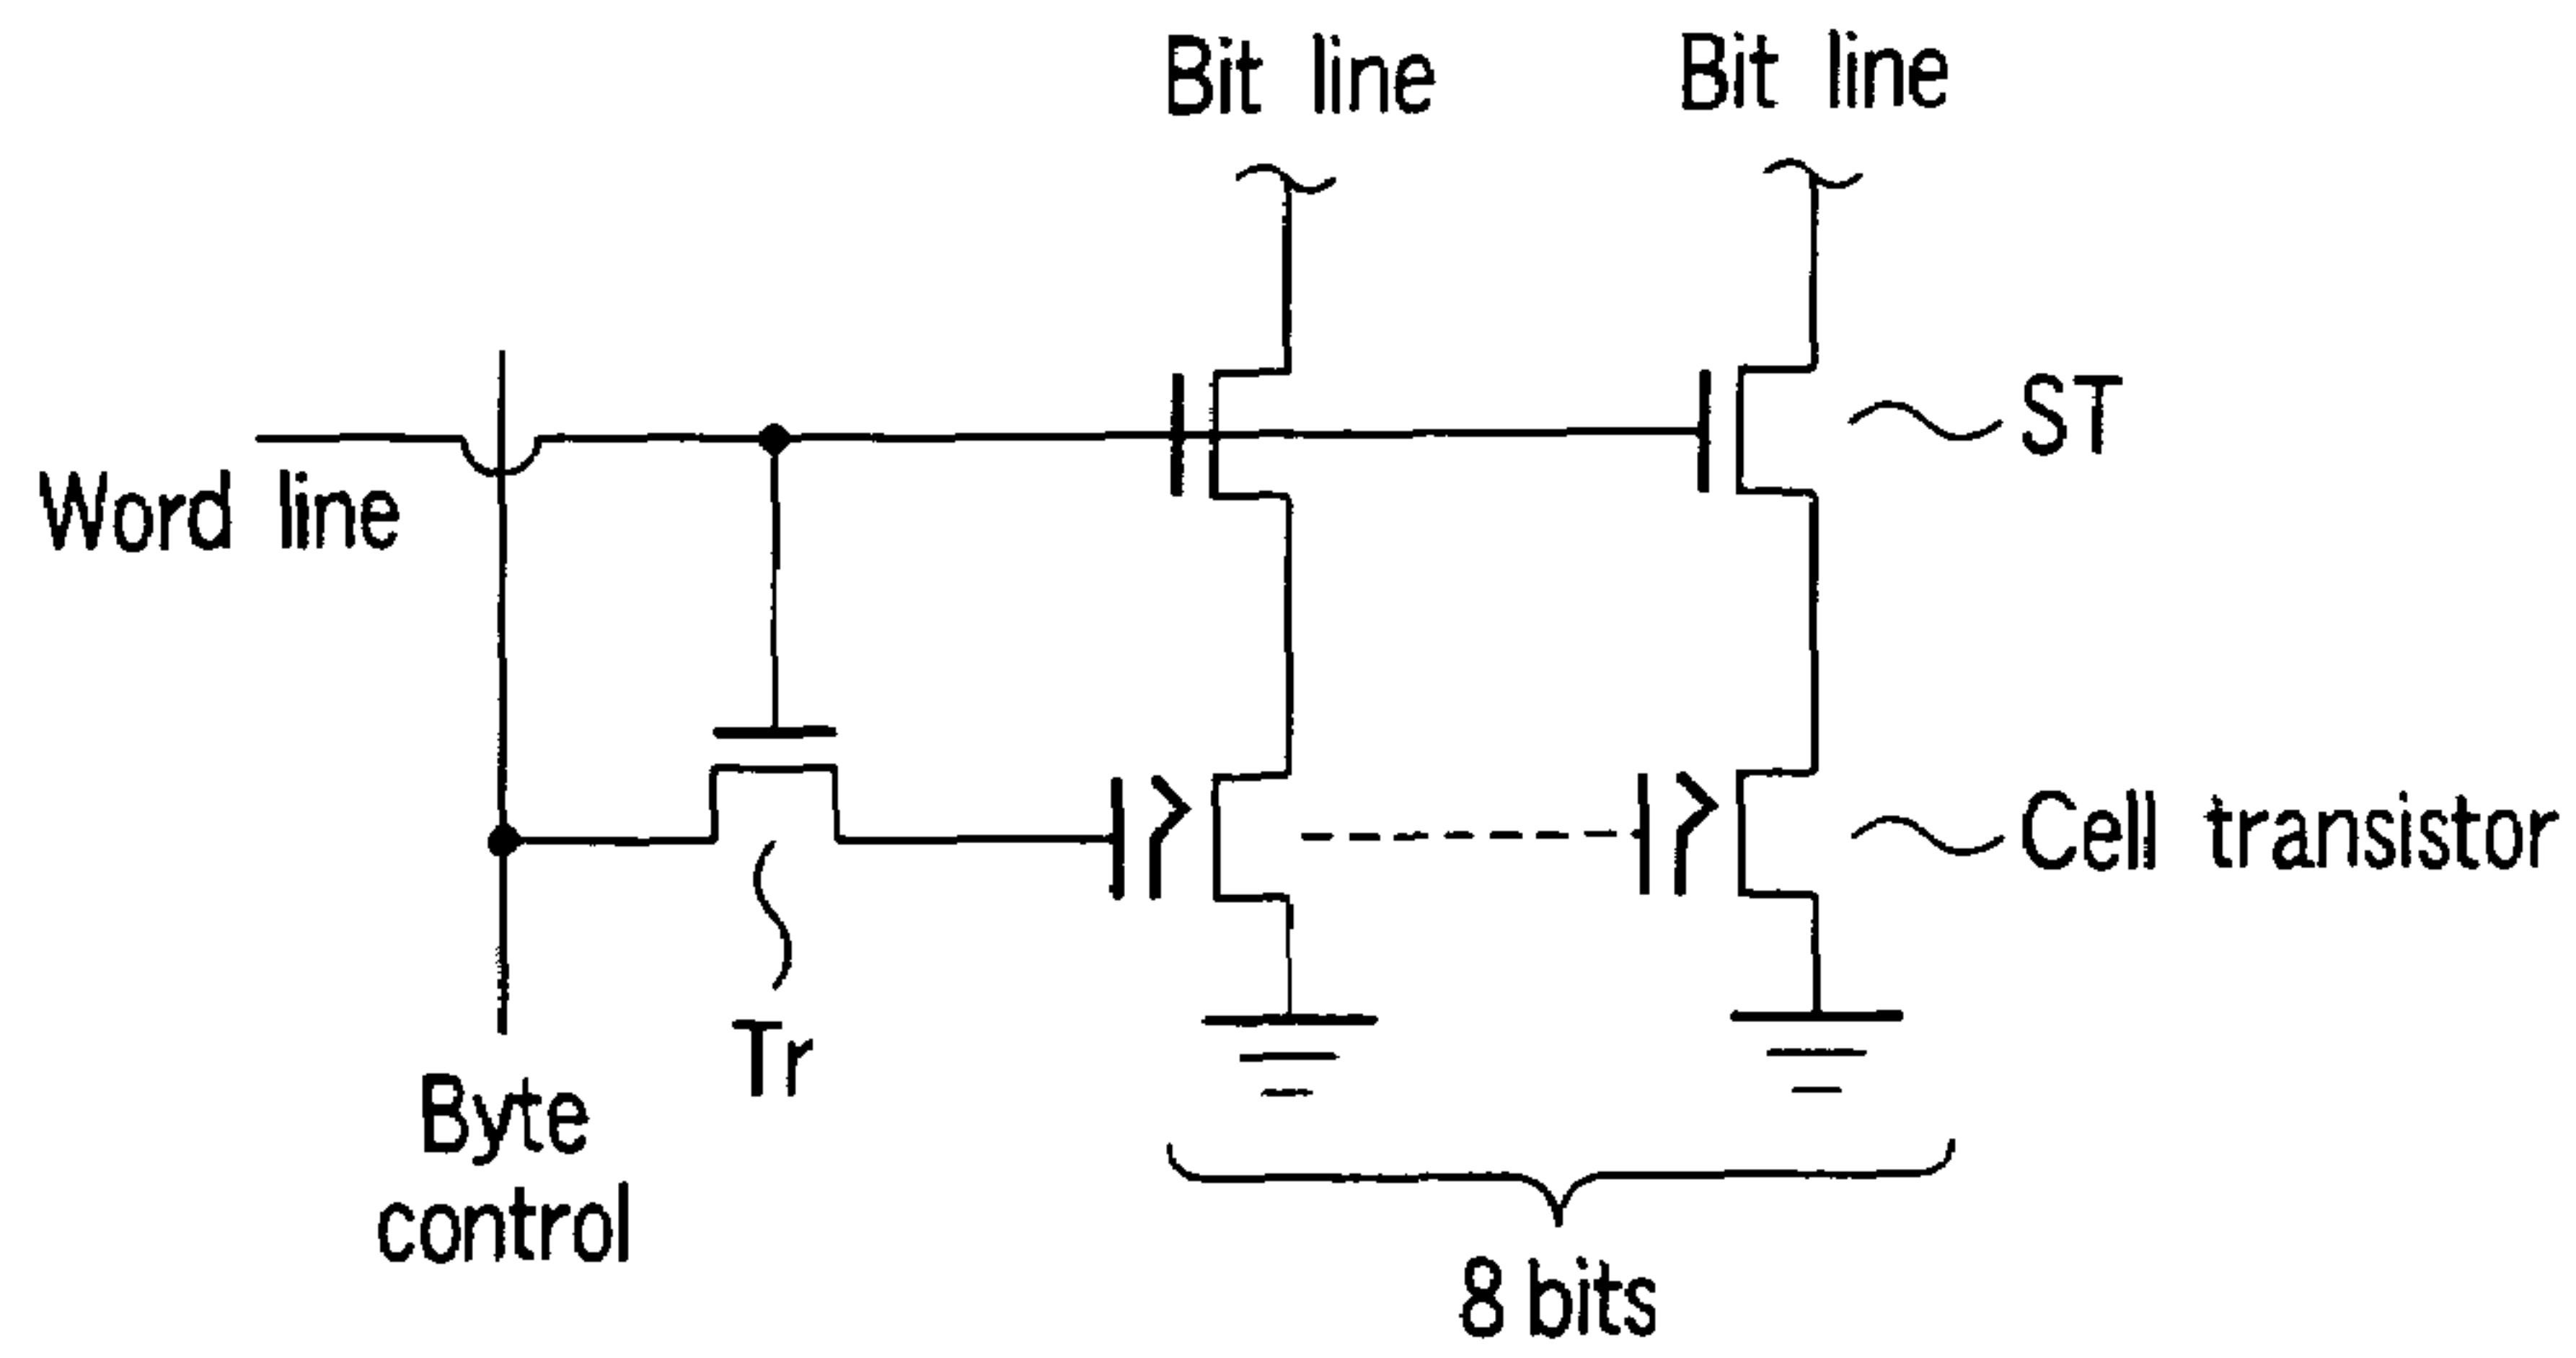 Bit line
Bit line
ST
Word line
Cell transistor
Tr
Byte
control
8 bits